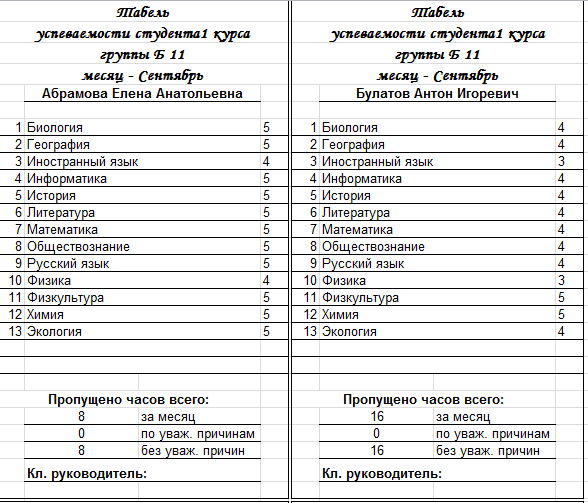 Табель
успеваемости студента1 курса
группы Б 11
месяц - Сентябрь
Абрамова Елена Анатольевна
1 Биология 5
2 География 5
3 Иностранный язык 4
4 Информатика 5
5 История 5
6 Литература 5
7 Математика 5
8 Обществознание 5
9 Русский язык 5
10 Физика 4
11 Физкультура 5
12 Химия 5
13 Экология 5
Пропущено часов всего:
8 за месяц
0 по уваж. причинам
8 без уваж. причин
Кл. руководитель:
Табель
успеваемости студента1 курса
группы Б 11
месяц - Сентябрь
Булатов Антон Игоревич
1 Биология 4
2 География 4
3 Иностранный язык 3
4 Информатика 4
5 История 4
6 Литература 4
7 Математика 4
8 Обществознание 4
9 Русский язык 4
10 Физика 3
11 Физкультура 5
12 Химия 5
13 Экология 4
Пропущено часов всего:
16 за месяц
0 по уваж. причинам
16 без уваж. причин
Кл. руководитель: